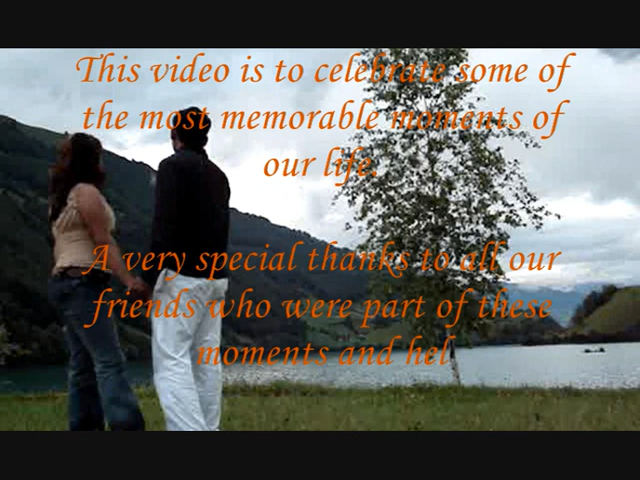 This video is to celebrate some of
the most memorable moments of
our life.
A very special thanks to all our
friends who were part of these
moments and hel